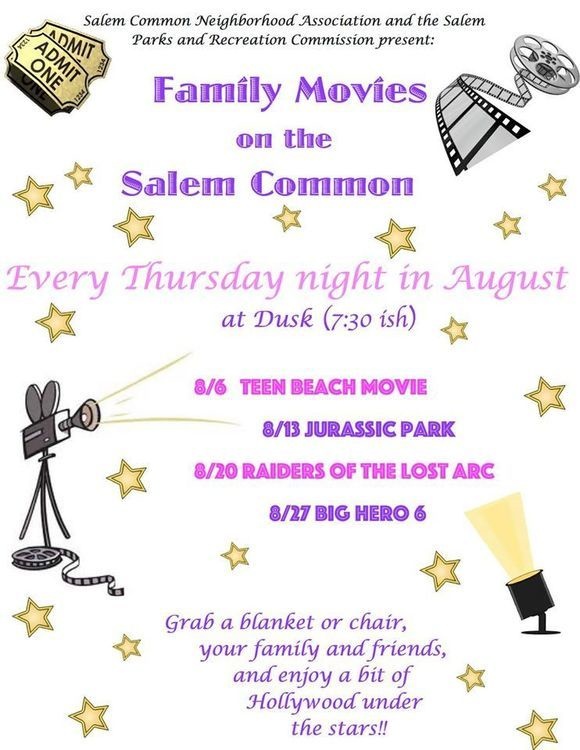 Salem Common Neighborhood Association and the Salem
Parks and Recreation Commission present:
ADMIT
ONE
ADMIT
ONE
Family Movies
on the
Salem Common
Every Thursday night in August
at Dusk (7:30 ish)
8/6 TEEN BEACH MOVIE
8/13 JURASSIC PARK
8/20 RAIDERS OF THE LOST ARC
8/27 BIG HERO 6
Grab a blanket or chair,
your family and friends,
and enjoy a bit of
Hollywood under
the stars!!